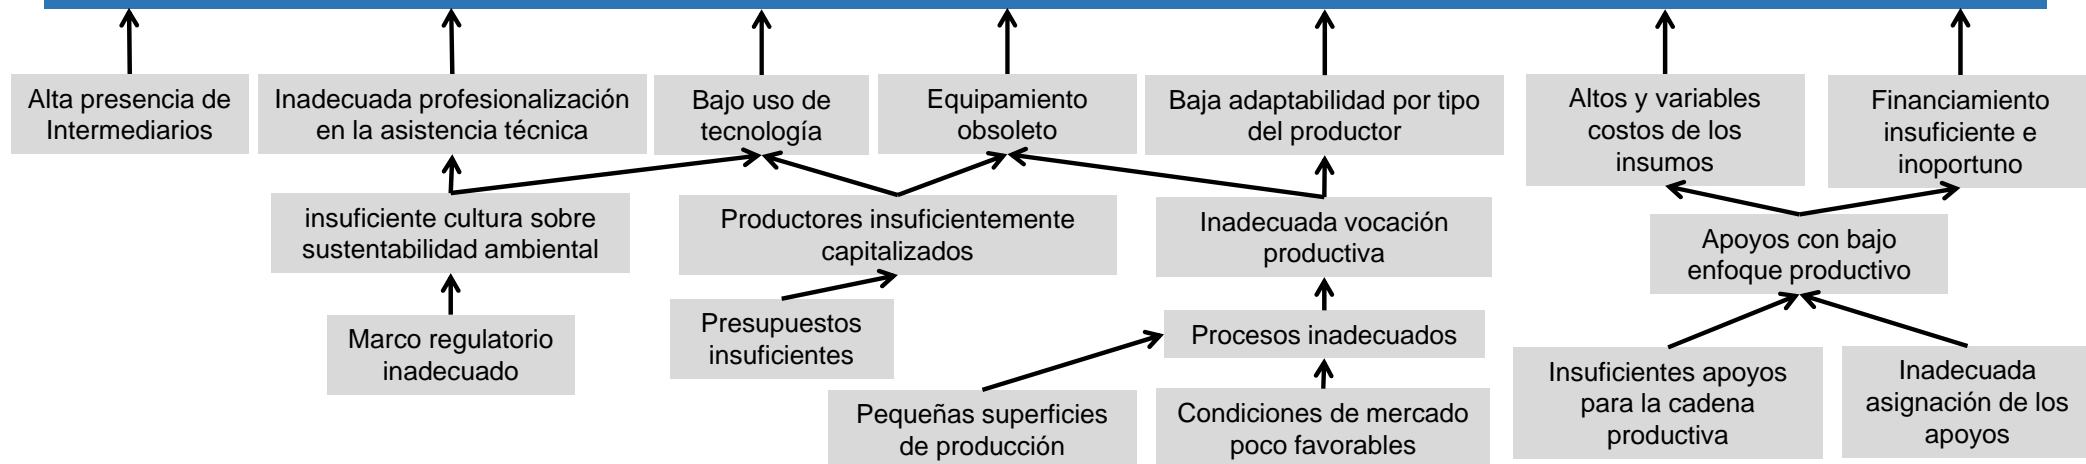 Alta presencia de
Intermediarios
Inadecuada profesionalización
en la asistencia técnica
Bajo uso de
tecnología
Equipamiento
obsoleto
Baja adaptabilidad por tipo
del productor
Altos y variables
costos de los
insumos
Financiamiento
insuficiente e
inoportuno
insuficiente cultura sobre
sustentabilidad ambiental
Productores insuficientemente
capitalizados
Inadecuada vocación
productiva
Apoyos con bajo
enfoque productivo
Marco regulatorio
inadecuado
Presupuestos
insuficientes
Procesos inadecuados
Insuficientes apoyos
para la cadena
productiva
Inadecuada
asignación de los
apoyos
Pequeñas superficies
de producción
Condiciones de mercado
poco favorables